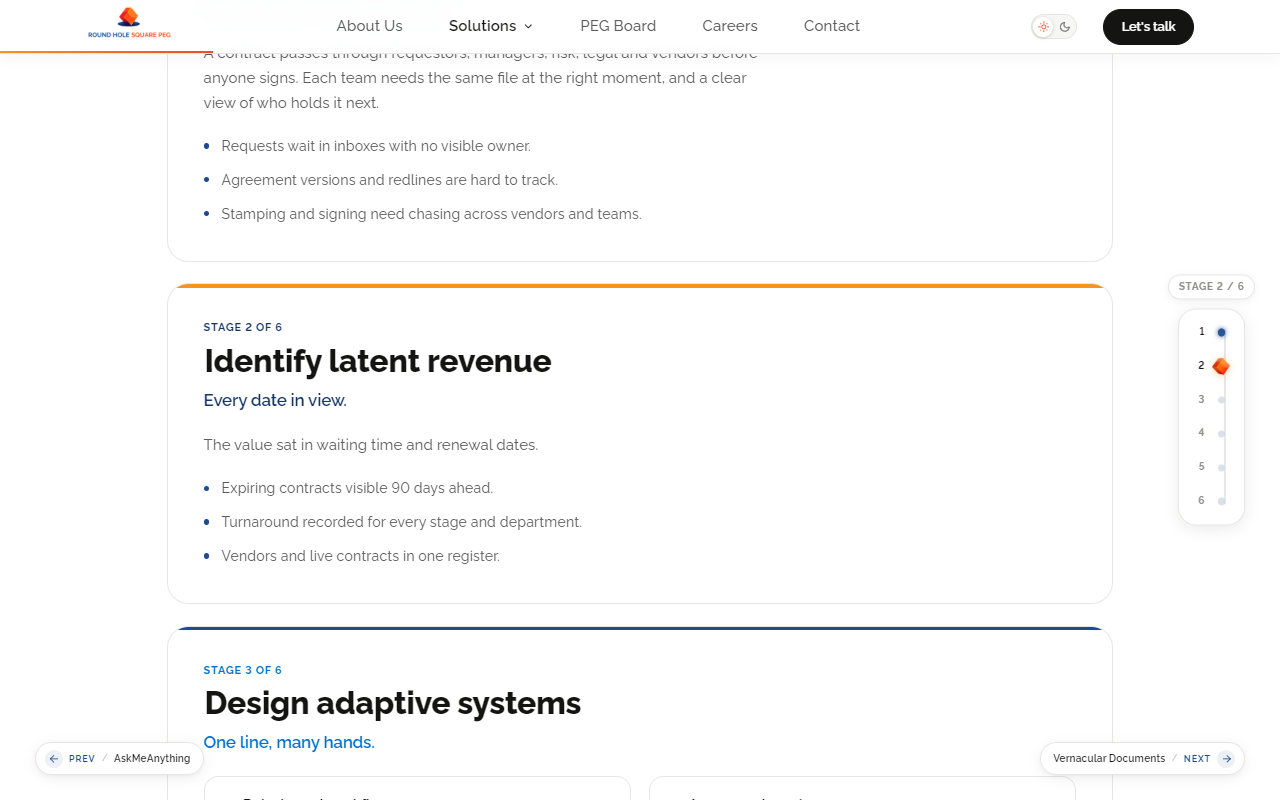 ROUND HOLE SQUARE PEG
About Us
Solutions
PEG Board
Careers
Contact
Let's talk
A contract passes through requestors, managers, risk, legal and vendors before
anyone signs. Each team needs the same file at the right moment, and a clear
view of who holds it next.
Requests wait in inboxes with no visible owner.
Agreement versions and redlines are hard to track.
Stamping and signing need chasing across vendors and teams.
STAGE 2 OF 6
Identify latent revenue
Every date in view.
The value sat in waiting time and renewal dates.
Expiring contracts visible 90 days ahead.
Turnaround recorded for every stage and department.
Vendors and live contracts in one register.
STAGE 2 / 6
1
2
3
4
5
6
STAGE 3 OF 6
Design adaptive systems
One line, many hands.
PREV / AskMeAnything
Vernacular Documents / NEXT